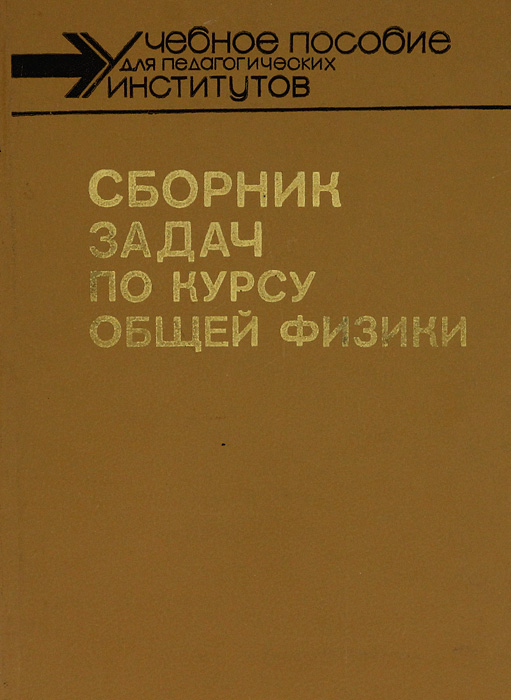 Учебное пособие
для педагогических
институтов
СБОРНИК
ЗАДАЧ
ПО КУРСУ
ОБЩЕЙ ФИЗИКИ